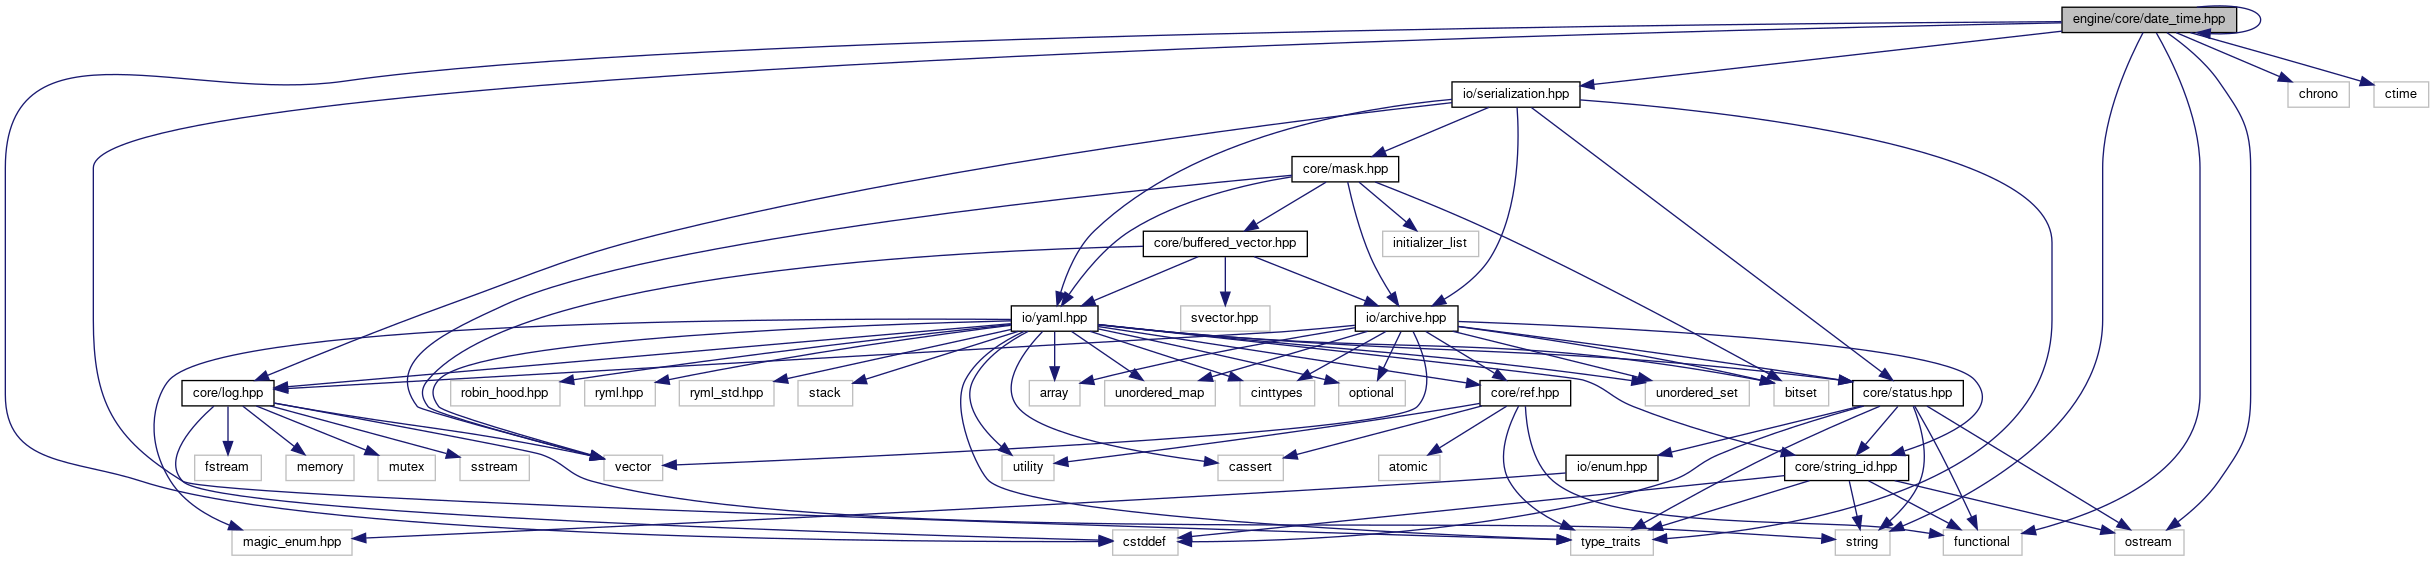 engine/core/date_time.hpp
io/serialization.hpp
chrono
ctime
core/mask.hpp
core/buffered_vector.hpp
initializer_list
io/yaml.hpp
svector.hpp
io/archive.hpp
core/log.hpp
robin_hood.hpp
ryml.hpp
ryml_std.hpp
stack
array
unordered_map
cinttypes
optional
core/ref.hpp
unordered_set
bitset
core/status.hpp
fstream
memory
mutex
sstream
vector
utility
cassert
atomic
io/enum.hpp
core/string_id.hpp
magic_enum.hpp
cstddef
type_traits
string
functional
ostream